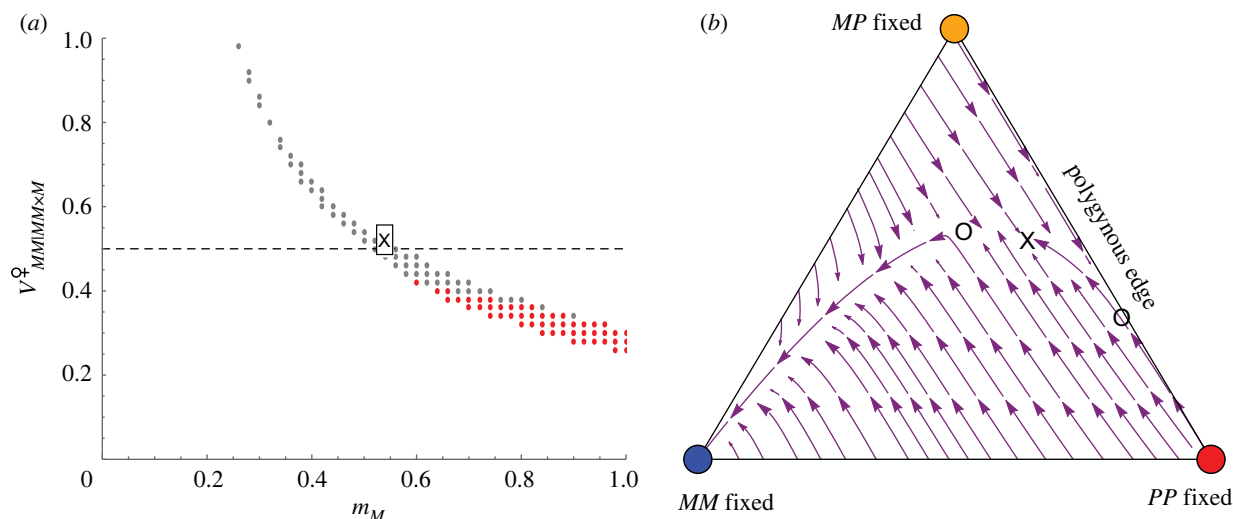 (a)
1.0
0.8
0.6
0.4
0.2
0
0.2
0.4
0.6
0.8
1.0
V♀MM|MM×M
m_M
X
(b)
MP fixed
polygynous edge
O
X
O
MM fixed
PP fixed